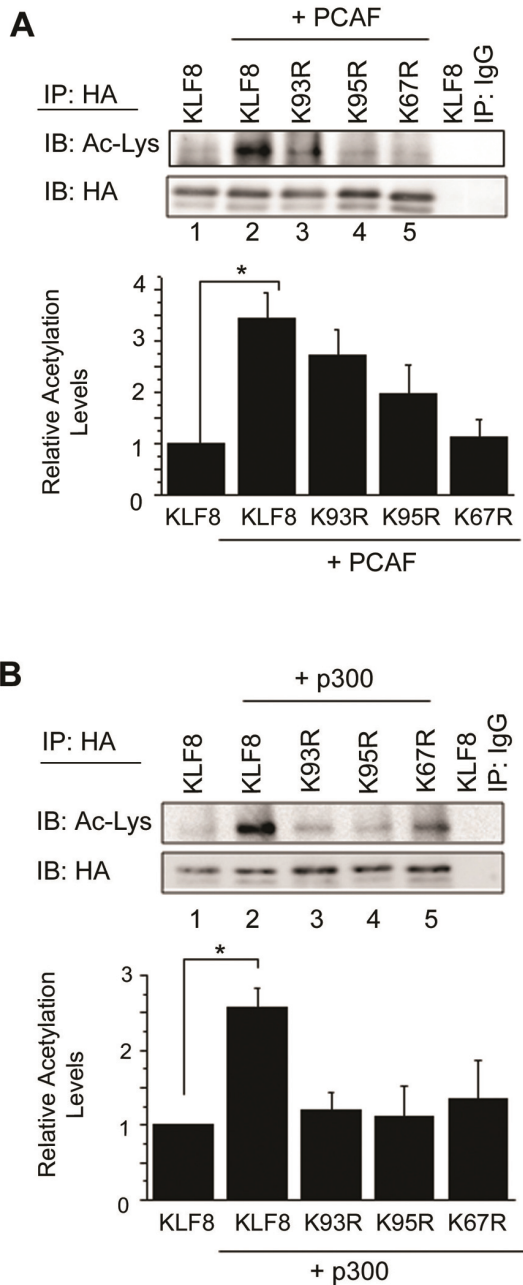 A
+ PCAF
IP: HA
KLF8
KLF8
K93R
K95R
K67R
KLF8
IP: IgG
IB: Ac-Lys
IB: HA
1 2 3 4 5
*
Relative Acetylation
Levels
4
3
2
1
0
KLF8 KLF8 K93R K95R K67R
+ PCAF
B
+ p300
IP: HA
KLF8
KLF8
K93R
K95R
K67R
KLF8
IP: IgG
IB: Ac-Lys
IB: HA
1 2 3 4 5
*
Relative Acetylation
Levels
3
2
1
0
KLF8 KLF8 K93R K95R K67R
+ p300